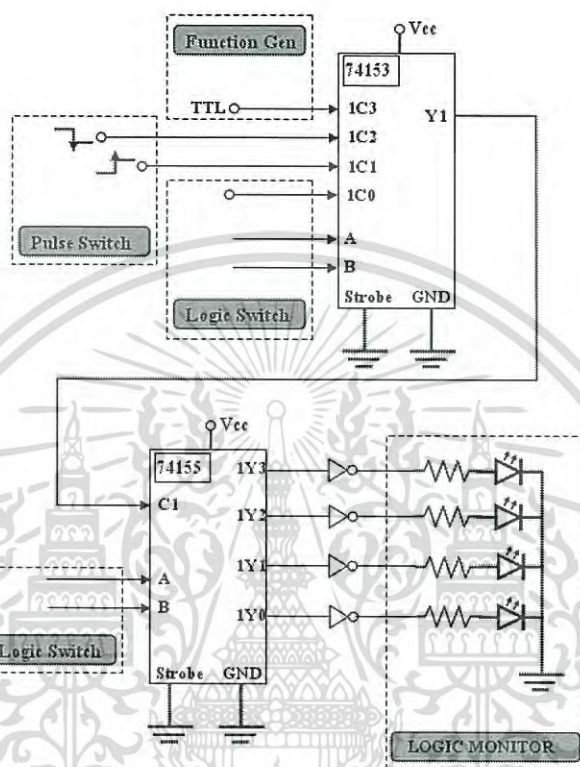 Function Gen
Vcc
74153
TTL
1C3
Y1
1C2
1C1
1C0
Pulse Switch
A
B
Logic Switch
Strobe GND
Vcc
74155
1Y3
C1
1Y2
A
1Y1
B
1Y0
Logic Switch
Strobe GND
LOGIC MONITOR